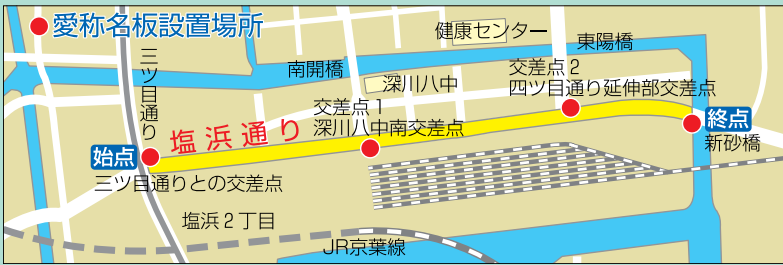 愛称名板設置場所
健康センター
東陽橋
三ツ目通り
南開橋
深川八中
交差点2
四ツ目通り延伸部交差点
交差点1
深川八中南交差点
塩浜通り
始点
終点
新砂橋
三ツ目通りとの交差点
塩浜2丁目
JR京葉線